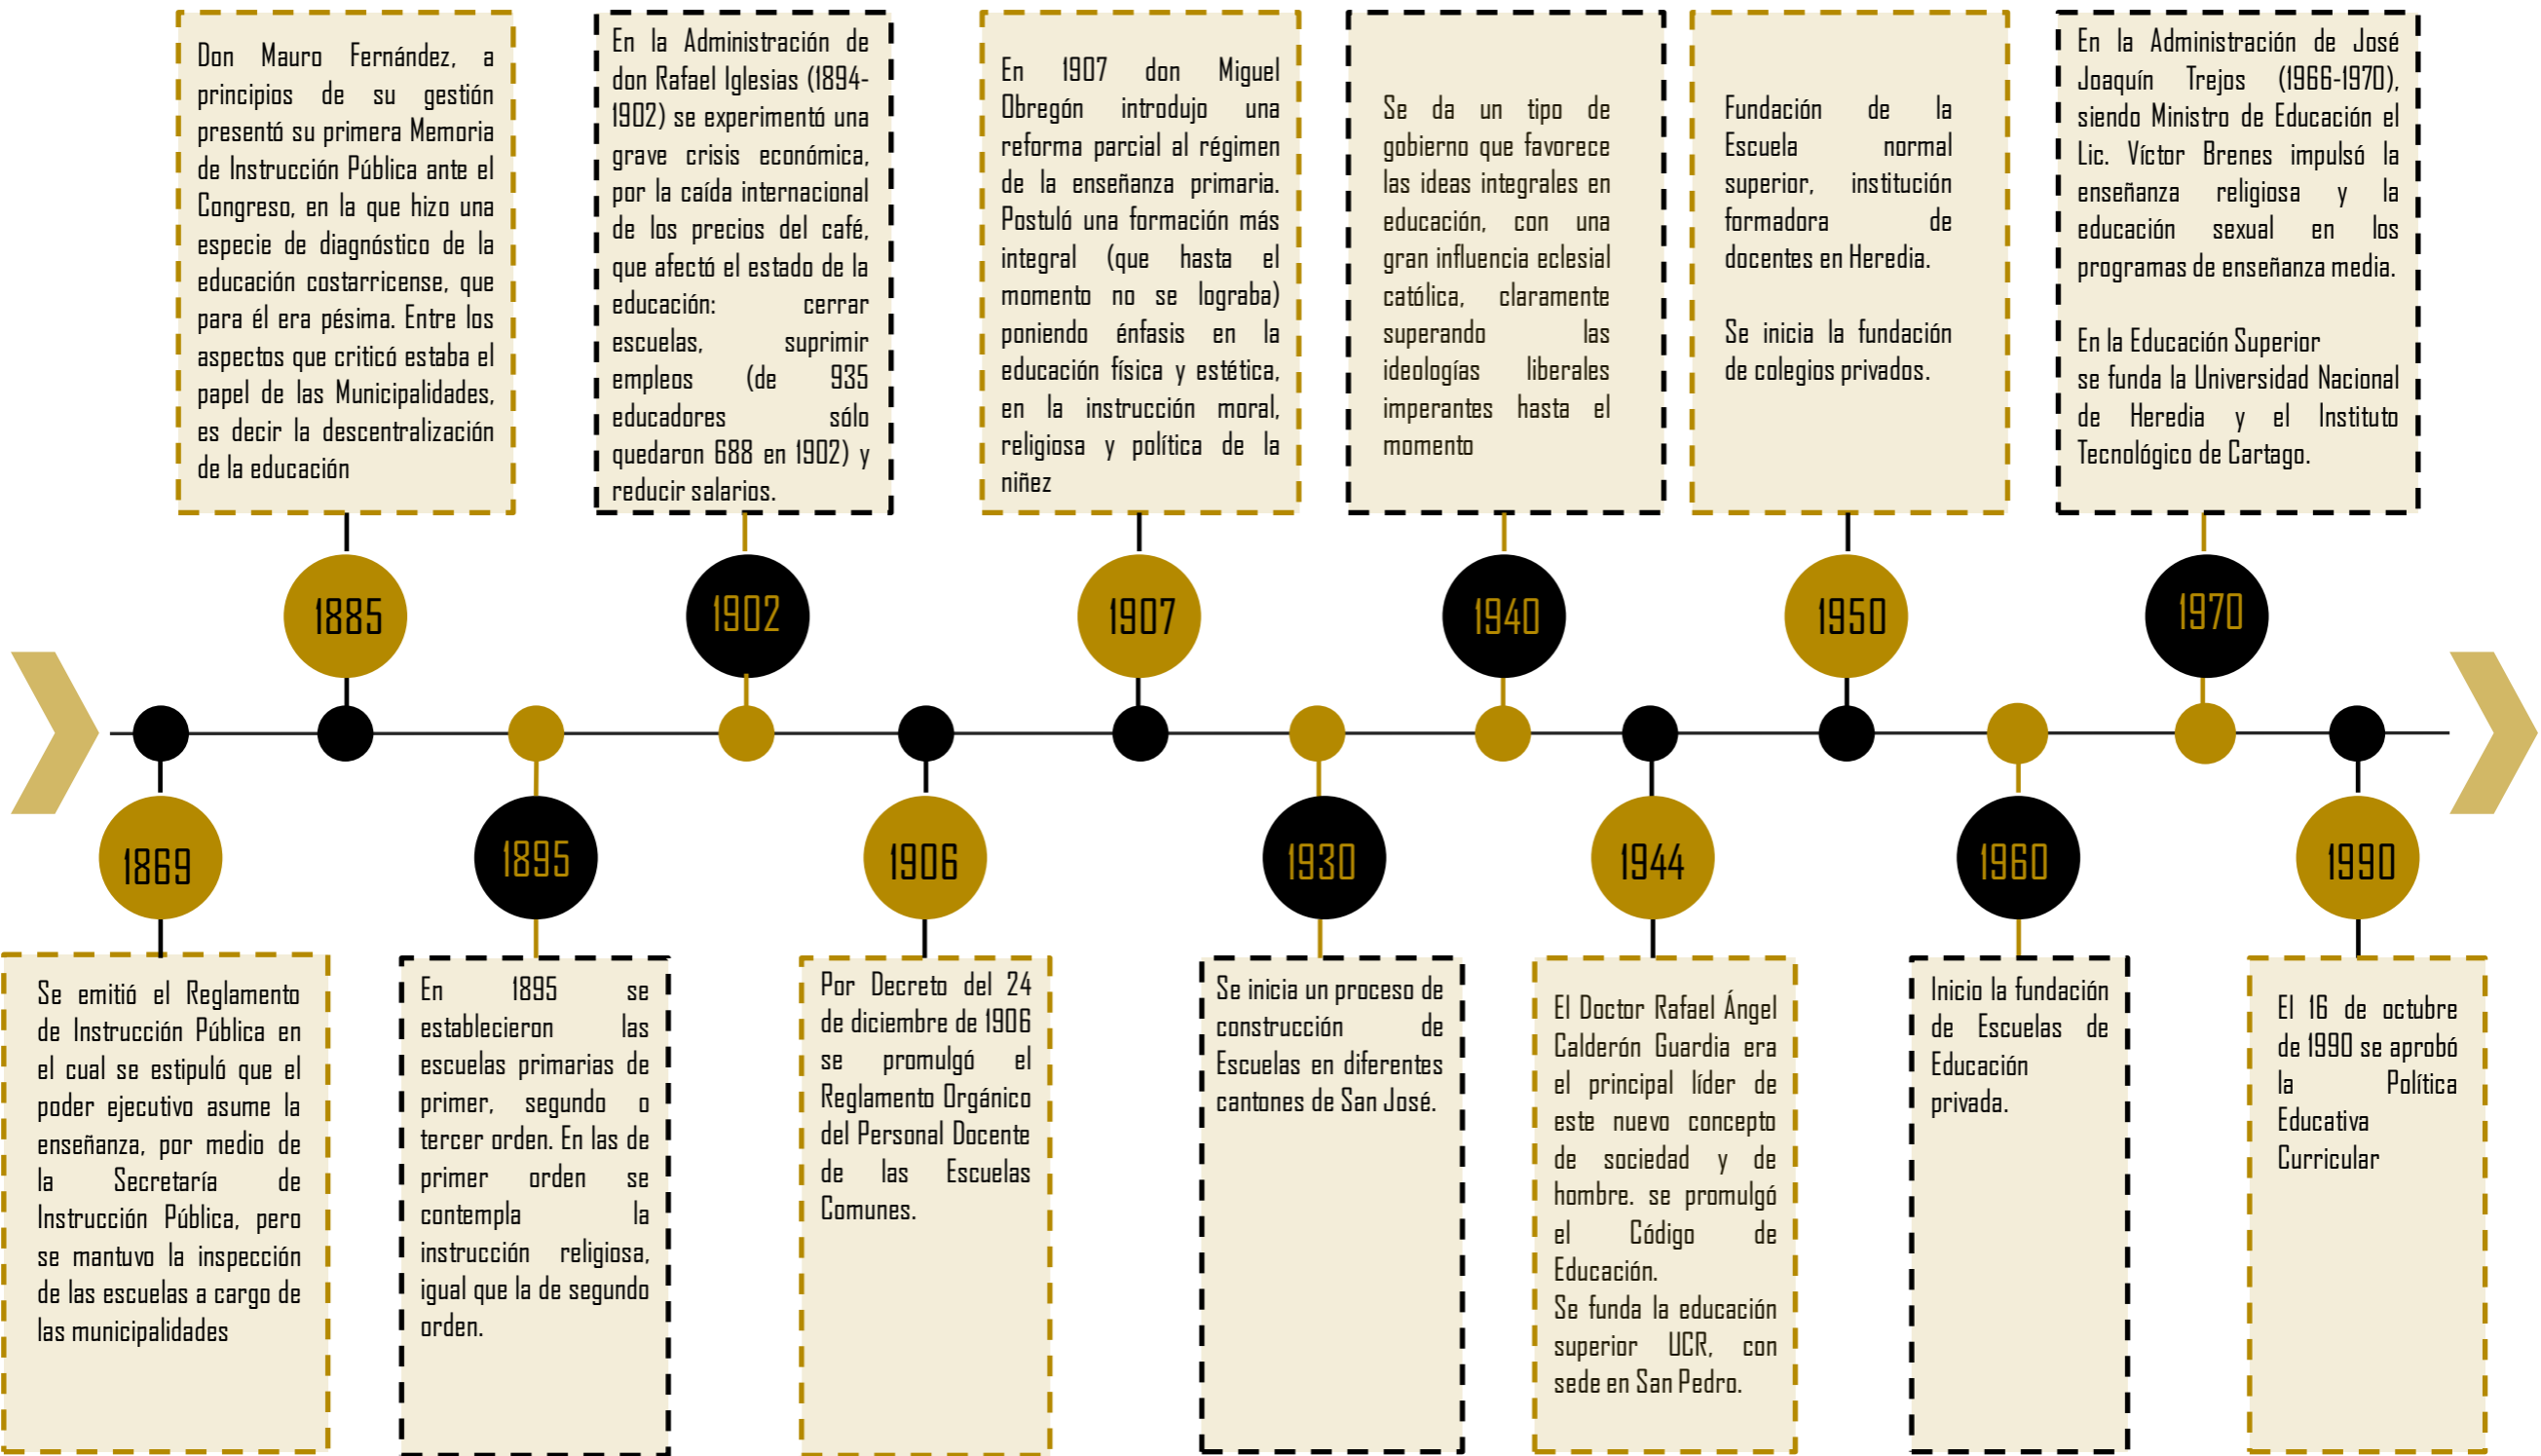 Don Mauro Fernández, a
principios de su gestión
presentó su primera Memoria
de Instrucción Pública ante el
Congreso, en la que hizo una
especie de diagnóstico de la
educación costarricense, que
para él era pésima. Entre los
aspectos que criticó estaba el
papel de las Municipalidades,
es decir la descentralización
de la educación
En la Administración de
don Rafael Iglesias (1894-
1902) se experimentó una
grave crisis económica,
por la caída internacional
de los precios del café,
que afectó el estado de la
educación: cerrar
escuelas, suprimir
empleos (de 935
educadores sólo
quedaron 688 en 1902) y
reducir salarios.
En 1907 don Miguel
Obregón introdujo una
reforma parcial al régimen
de la enseñanza primaria.
Postuló una formación más
integral (que hasta el
momento no se lograba)
poniendo énfasis en la
educación física y estética,
en la instrucción moral,
religiosa y política de la
niñez
Se da un tipo de
gobierno que favorece
las ideas integrales en
educación, con una
gran influencia eclesial
católica, claramente
superando las
ideologías liberales
imperantes hasta el
momento
Fundación de la
Escuela normal
superior, institución
formadora de
docentes en Heredia.
Se inicia la fundación
de colegios privados.
En la Administración de José
Joaquín Trejos (1966-1970),
siendo Ministro de Educación el
Lic. Víctor Brenes impulsó la
enseñanza religiosa y la
educación sexual en los
programas de enseñanza media.
En la Educación Superior
se funda la Universidad Nacional
de Heredia y el Instituto
Tecnológico de Cartago.
1885
1902
1907
1940
1950
1970
1869
1895
1906
1930
1944
1960
1990
Se emitió el Reglamento
de Instrucción Pública en
el cual se estipuló que el
poder ejecutivo asume la
enseñanza, por medio de
la Secretaría de
Instrucción Pública, pero
se mantuvo la inspección
de las escuelas a cargo de
las municipalidades
En 1895 se
establecieron las
escuelas primarias de
primer, segundo o
tercer orden. En las de
primer orden se
contempla la
instrucción religiosa,
igual que la de segundo
orden.
Por Decreto del 24
de diciembre de 1906
se promulgó el
Reglamento Orgánico
del Personal Docente
de las Escuelas
Comunes.
Se inicia un proceso de
construcción de
Escuelas en diferentes
cantones de San José.
El Doctor Rafael Ángel
Calderón Guardia era
el principal líder de
este nuevo concepto
de sociedad y de
hombre. se promulgó
el Código de
Educación.
Se funda la educación
superior UCR, con
sede en San Pedro.
Inicio la fundación
de Escuelas de
Educación
privada.
El 16 de octubre
de 1990 se aprobó
la Política
Educativa
Curricular